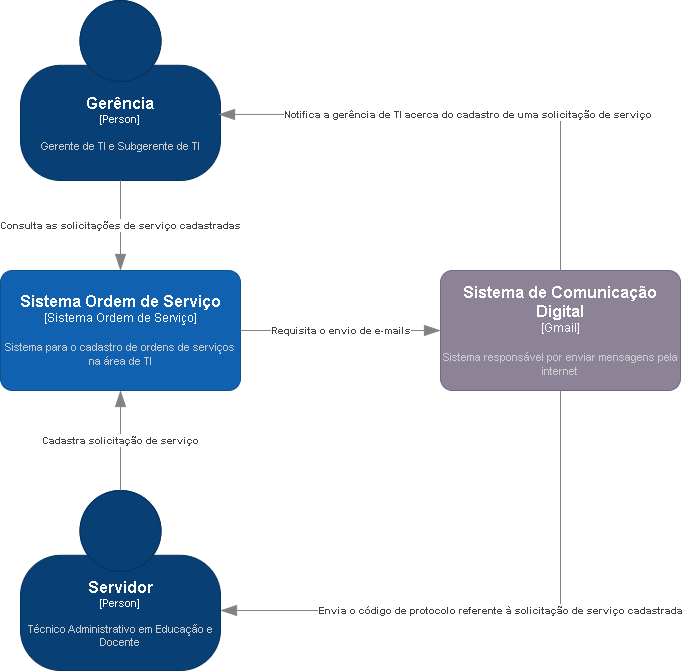 Gerência
[Person]
Gerente de TI e Subgerente de TI
Notifica a gerência de TI acerca do cadastro de uma solicitação de serviço
Consulta as solicitações de serviço cadastradas
Sistema Ordem de Serviço
[Sistema Ordem de Serviço]
Sistema para o cadastro de ordens de serviços
na área de TI
Requisita o envio de e-mails
Sistema de Comunicação
Digital
[Gmail]
Sistema responsável por enviar mensagens pela
internet
Cadastra solicitação de serviço
Servidor
[Person]
Técnico Administrativo em Educação e
Docente
Envia o código de protocolo referente à solicitação de serviço cadastrada